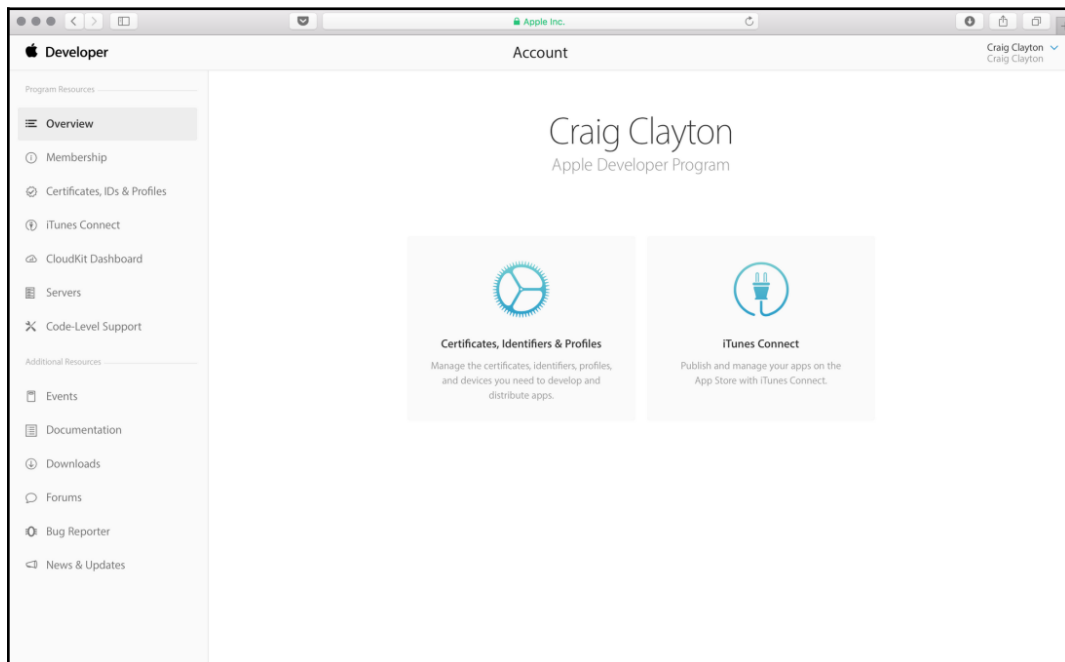 Apple Inc.
Developer
Account
Craig Clayton
Craig Clayton
Program Resources
Overview
Membership
Certificates, IDs & Profiles
iTunes Connect
CloudKit Dashboard
Servers
Code-Level Support
Additional Resources
Events
Documentation
Downloads
Forums
Bug Reporter
News & Updates
Craig Clayton
Apple Developer Program
Certificates, Identifiers & Profiles
Manage the certificates, identifiers, profiles,
and devices you need to develop and
distribute apps.
iTunes Connect
Publish and manage your apps on the
App Store with iTunes Connect.